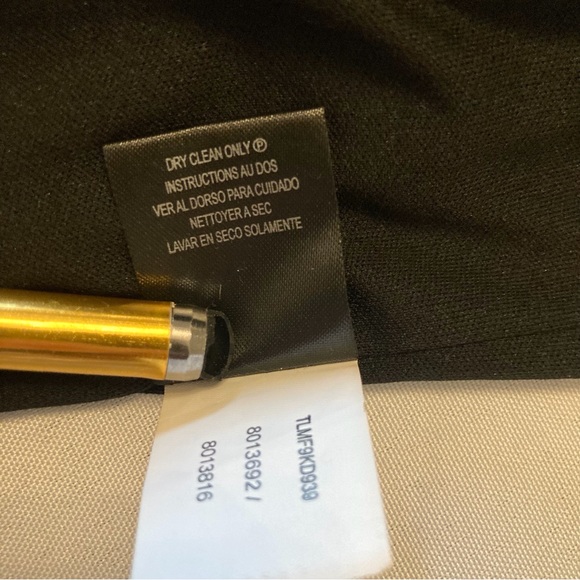 DRY CLEAN ONLY Ⓟ
INSTRUCTIONS AU DOS
VER AL DORSO PARA CUIDADO
NETTOYER A SEC
LAVAR EN SECO SOLAMENTE
TLMF9KD939
8013692 /
8013816